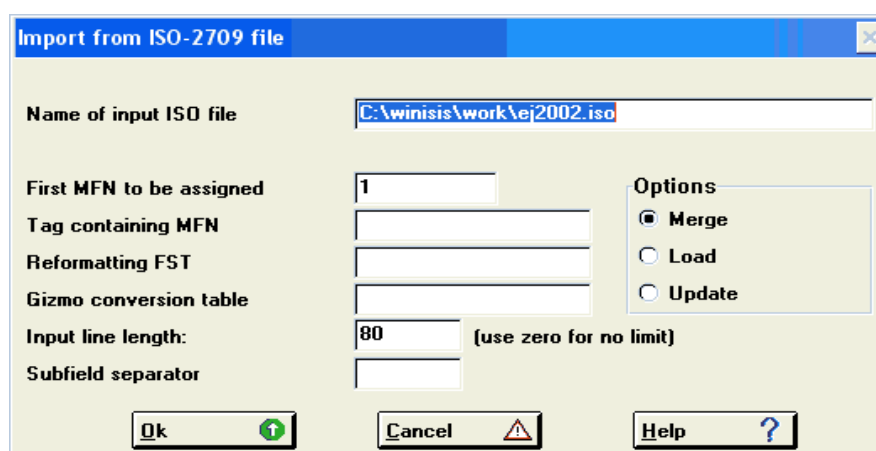 Import from ISO-2709 file
Name of input ISO file C:\winisis\work\ej2002.iso
First MFN to be assigned 1
Tag containing MFN
Reformatting FST
Gizmo conversion table
Input line length: 80 (use zero for no limit)
Subfield separator
Options
Merge
Load
Update
Ok Cancel Help ?